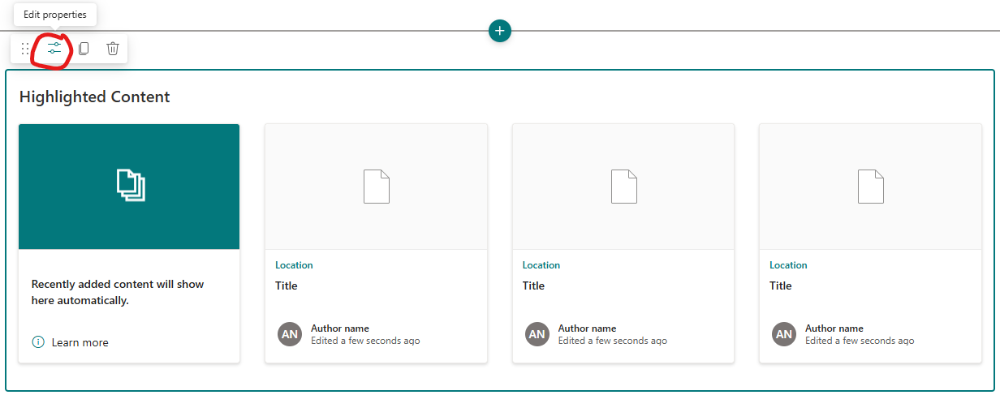 Edit properties
Highlighted Content
Recently added content will show
here automatically.
Learn more
Location
Title
AN
Author name
Edited a few seconds ago
Location
Title
AN
Author name
Edited a few seconds ago
Location
Title
AN
Author name
Edited a few seconds ago